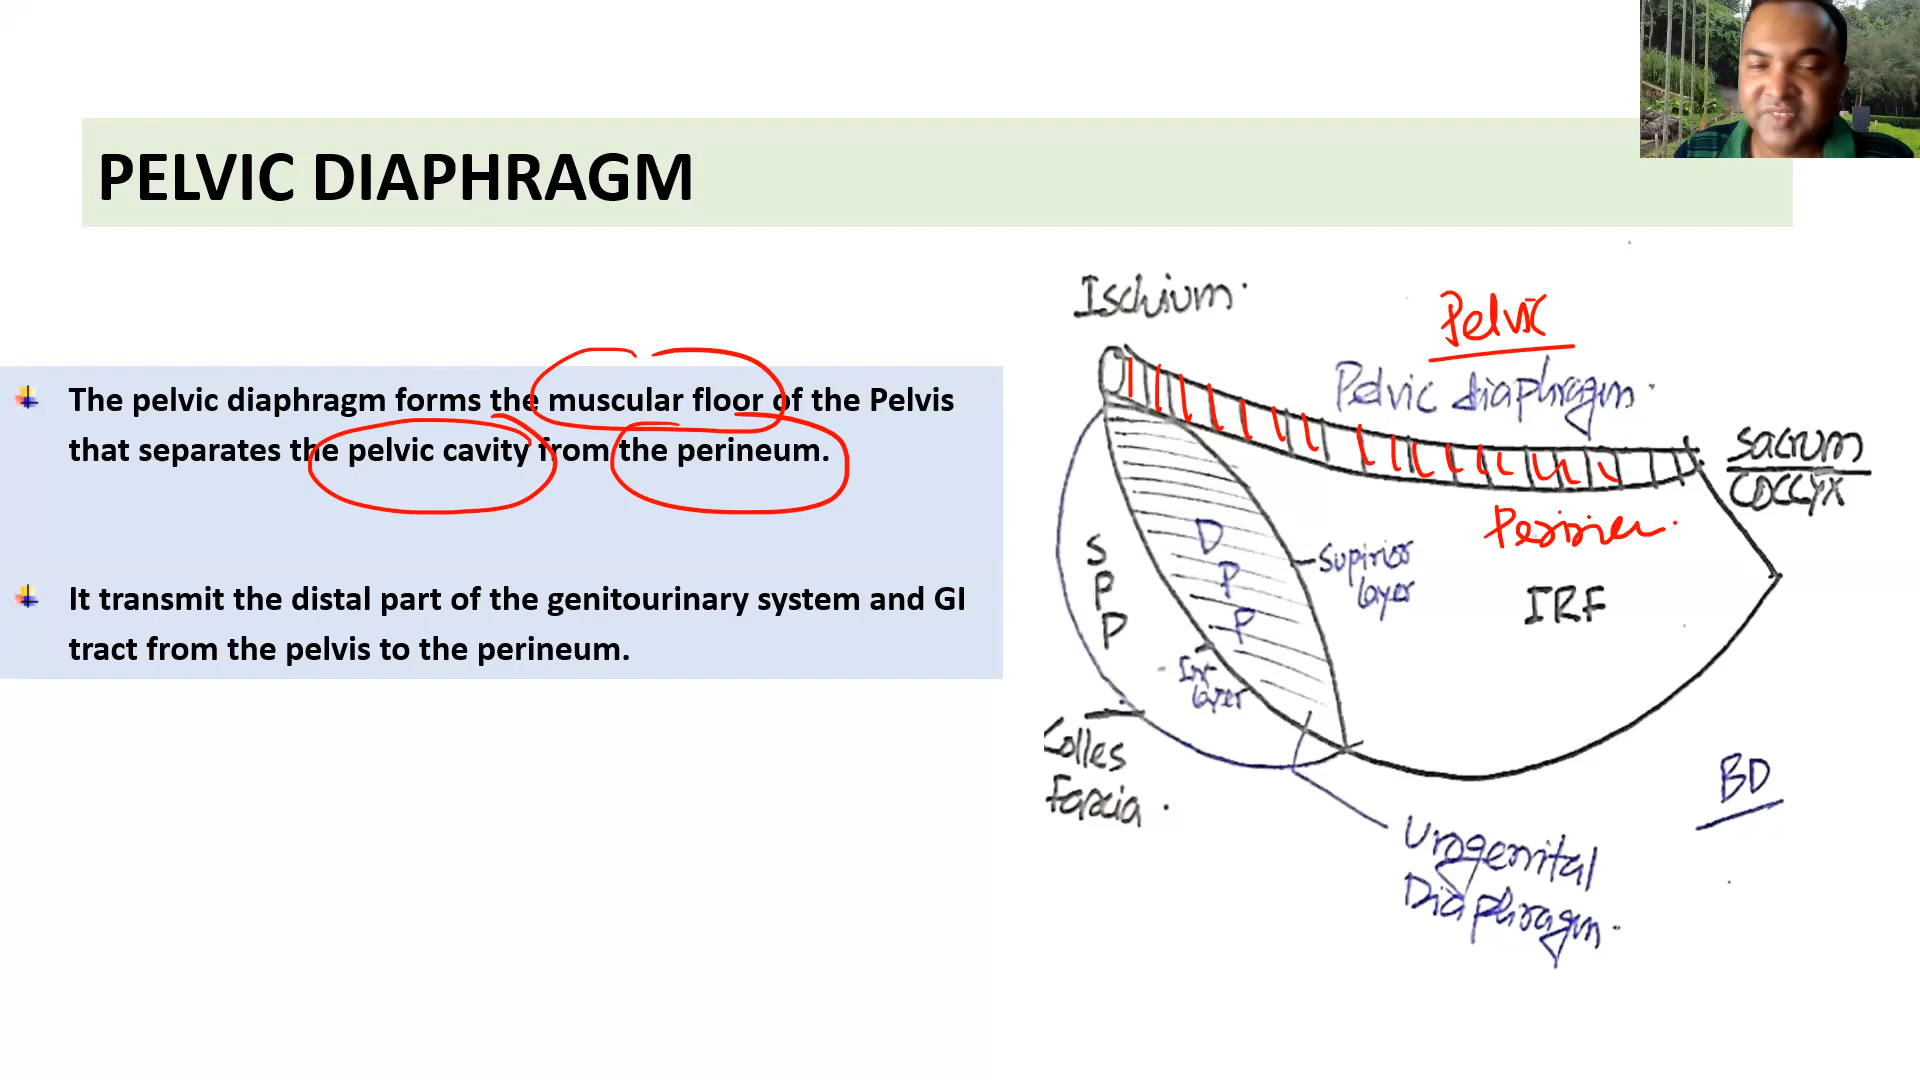 PELVIC DIAPHRAGM
The pelvic diaphragm forms the muscular floor of the Pelvis
that separates the pelvic cavity from the perineum.
It transmit the distal part of the genitourinary system and GI
tract from the pelvis to the perineum.
Ischium
Pelvic
Pelvic diaphragm
Sacrum
COCCYX
S
P
P
D
P
P
Supirior
Layer
IRF
Inf
Layer
Colles
Fascia
BD
Urogenital
Diaphragm